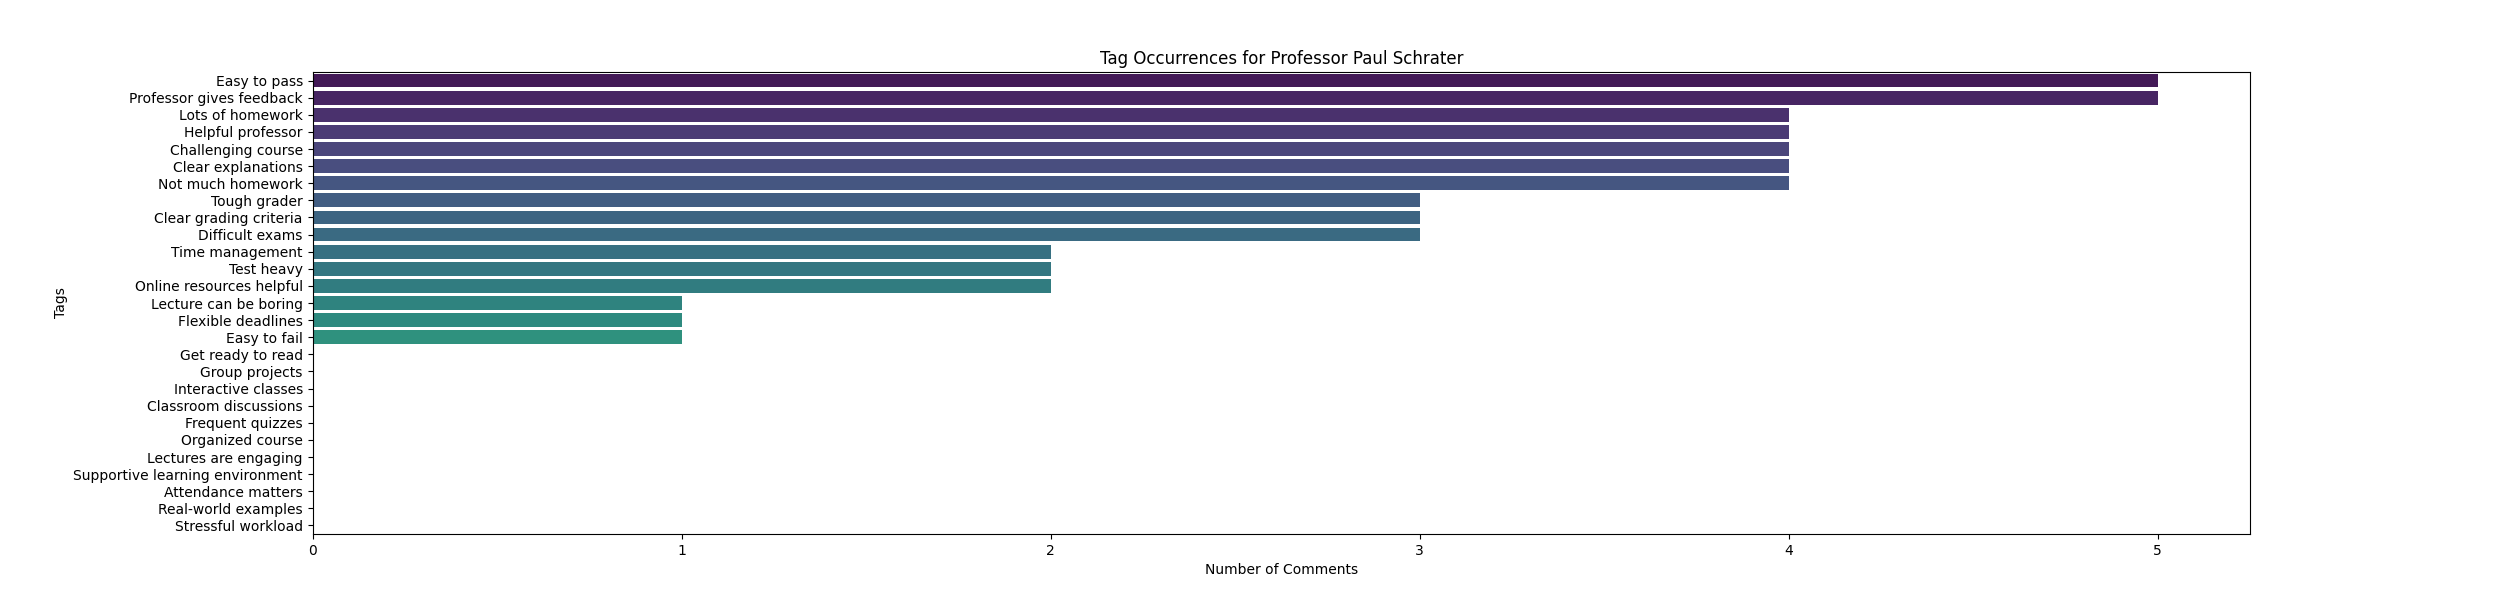 Tag Occurrences for Professor Paul Schrater
Easy to pass
Professor gives feedback
Lots of homework
Helpful professor
Challenging course
Clear explanations
Not much homework
Tough grader
Clear grading criteria
Difficult exams
Time management
Test heavy
Online resources helpful
Lecture can be boring
Flexible deadlines
Easy to fail
Get ready to read
Group projects
Interactive classes
Classroom discussions
Frequent quizzes
Organized course
Lectures are engaging
Supportive learning environment
Attendance matters
Real-world examples
Stressful workload
Tags
0 1 2 3 4 5
Number of Comments